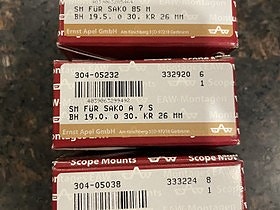 SM FÜR SAKO 85 M
BH 19.5. 0 30. KR 26 MM
Ernst Apel GmbH
EAW
304-05232
332920 6
1
4059065299492
SM FÜR SAKO A 7 S
BH 19.0. 0 30. KR 26 MM
Ernst Apel GmbH
EAW
Scope Mounts
304-05038
333224 8
1